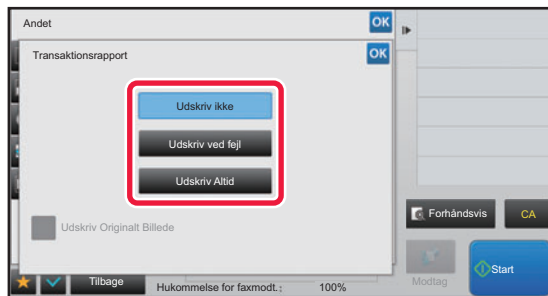 Andet
OK
Transaktionsrapport
OK
Udskriv ikke
Udskriv ved fejl
Udskriv Altid
Udskriv Originalt Billede
Forhåndsvis
CA
Tilbage
Hukommelse for faxmodt.:
100%
Modtag
Start